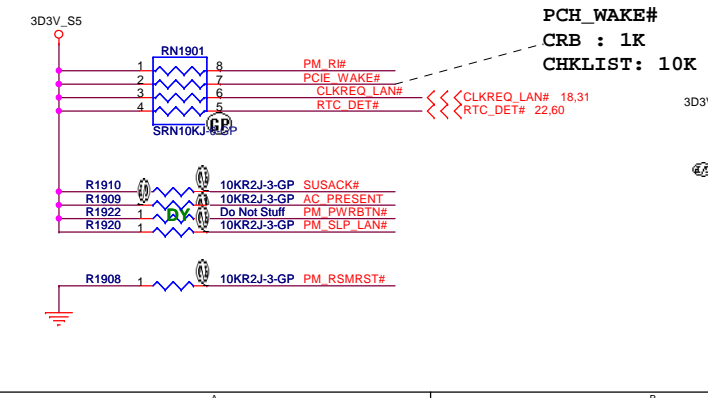 PCH_WAKE#
CRB : 1K
CHKLIST: 10K
3D3V_S5
RN1901
1 8 PM_RI#
2 7 PCIE_WAKE#
3 6 CLKREQ_LAN#
4 5 RTC_DET#
CLKREQ_LAN# 18,31
RTC_DET# 22,60
SRN10KJ-6-GP
GP
R1910 10KR2J-3-GP SUSACK#
R1909 10KR2J-3-GP AC_PRESENT
R1922 1 DY Do Not Stuff PM_PWRBTN#
R1920 1 10KR2J-3-GP PM_SLP_LAN#
R1908 1 10KR2J-3-GP PM_RSMRST#